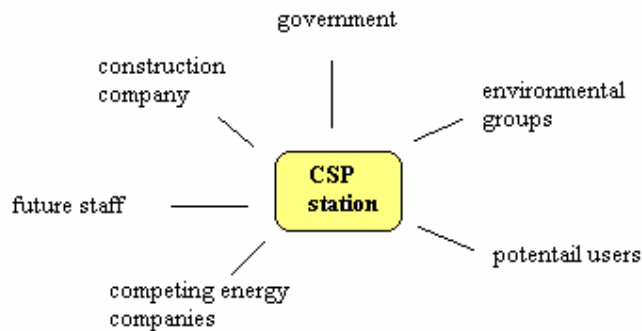 government
construction
company
environmental
groups
CSP
station
future staff
potentail users
competing energy
companies